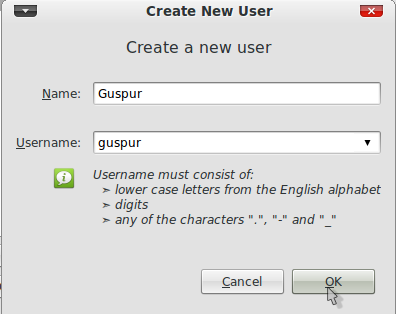 Create New User
Create a new user
Name: Guspur
Username: guspur
Username must consist of:
➣ lower case letters from the English alphabet
➣ digits
➣ any of the characters ".", "-" and "_"
Cancel OK